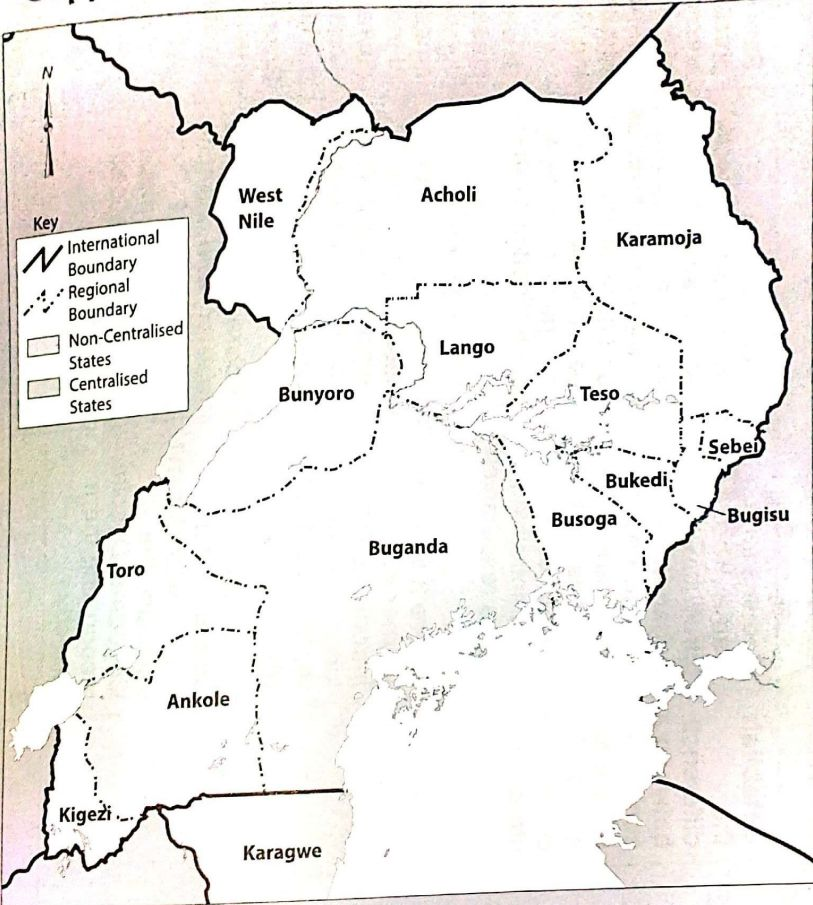 N
Key
International
Boundary
Regional
Boundary
Non-Centralised
States
Centralised
States
West
Nile
Acholi
Karamoja
Lango
Bunyoro
Teso
Sebei
Bukedi
Bugisu
Busoga
Buganda
Toro
Ankole
Kigezi
Karagwe